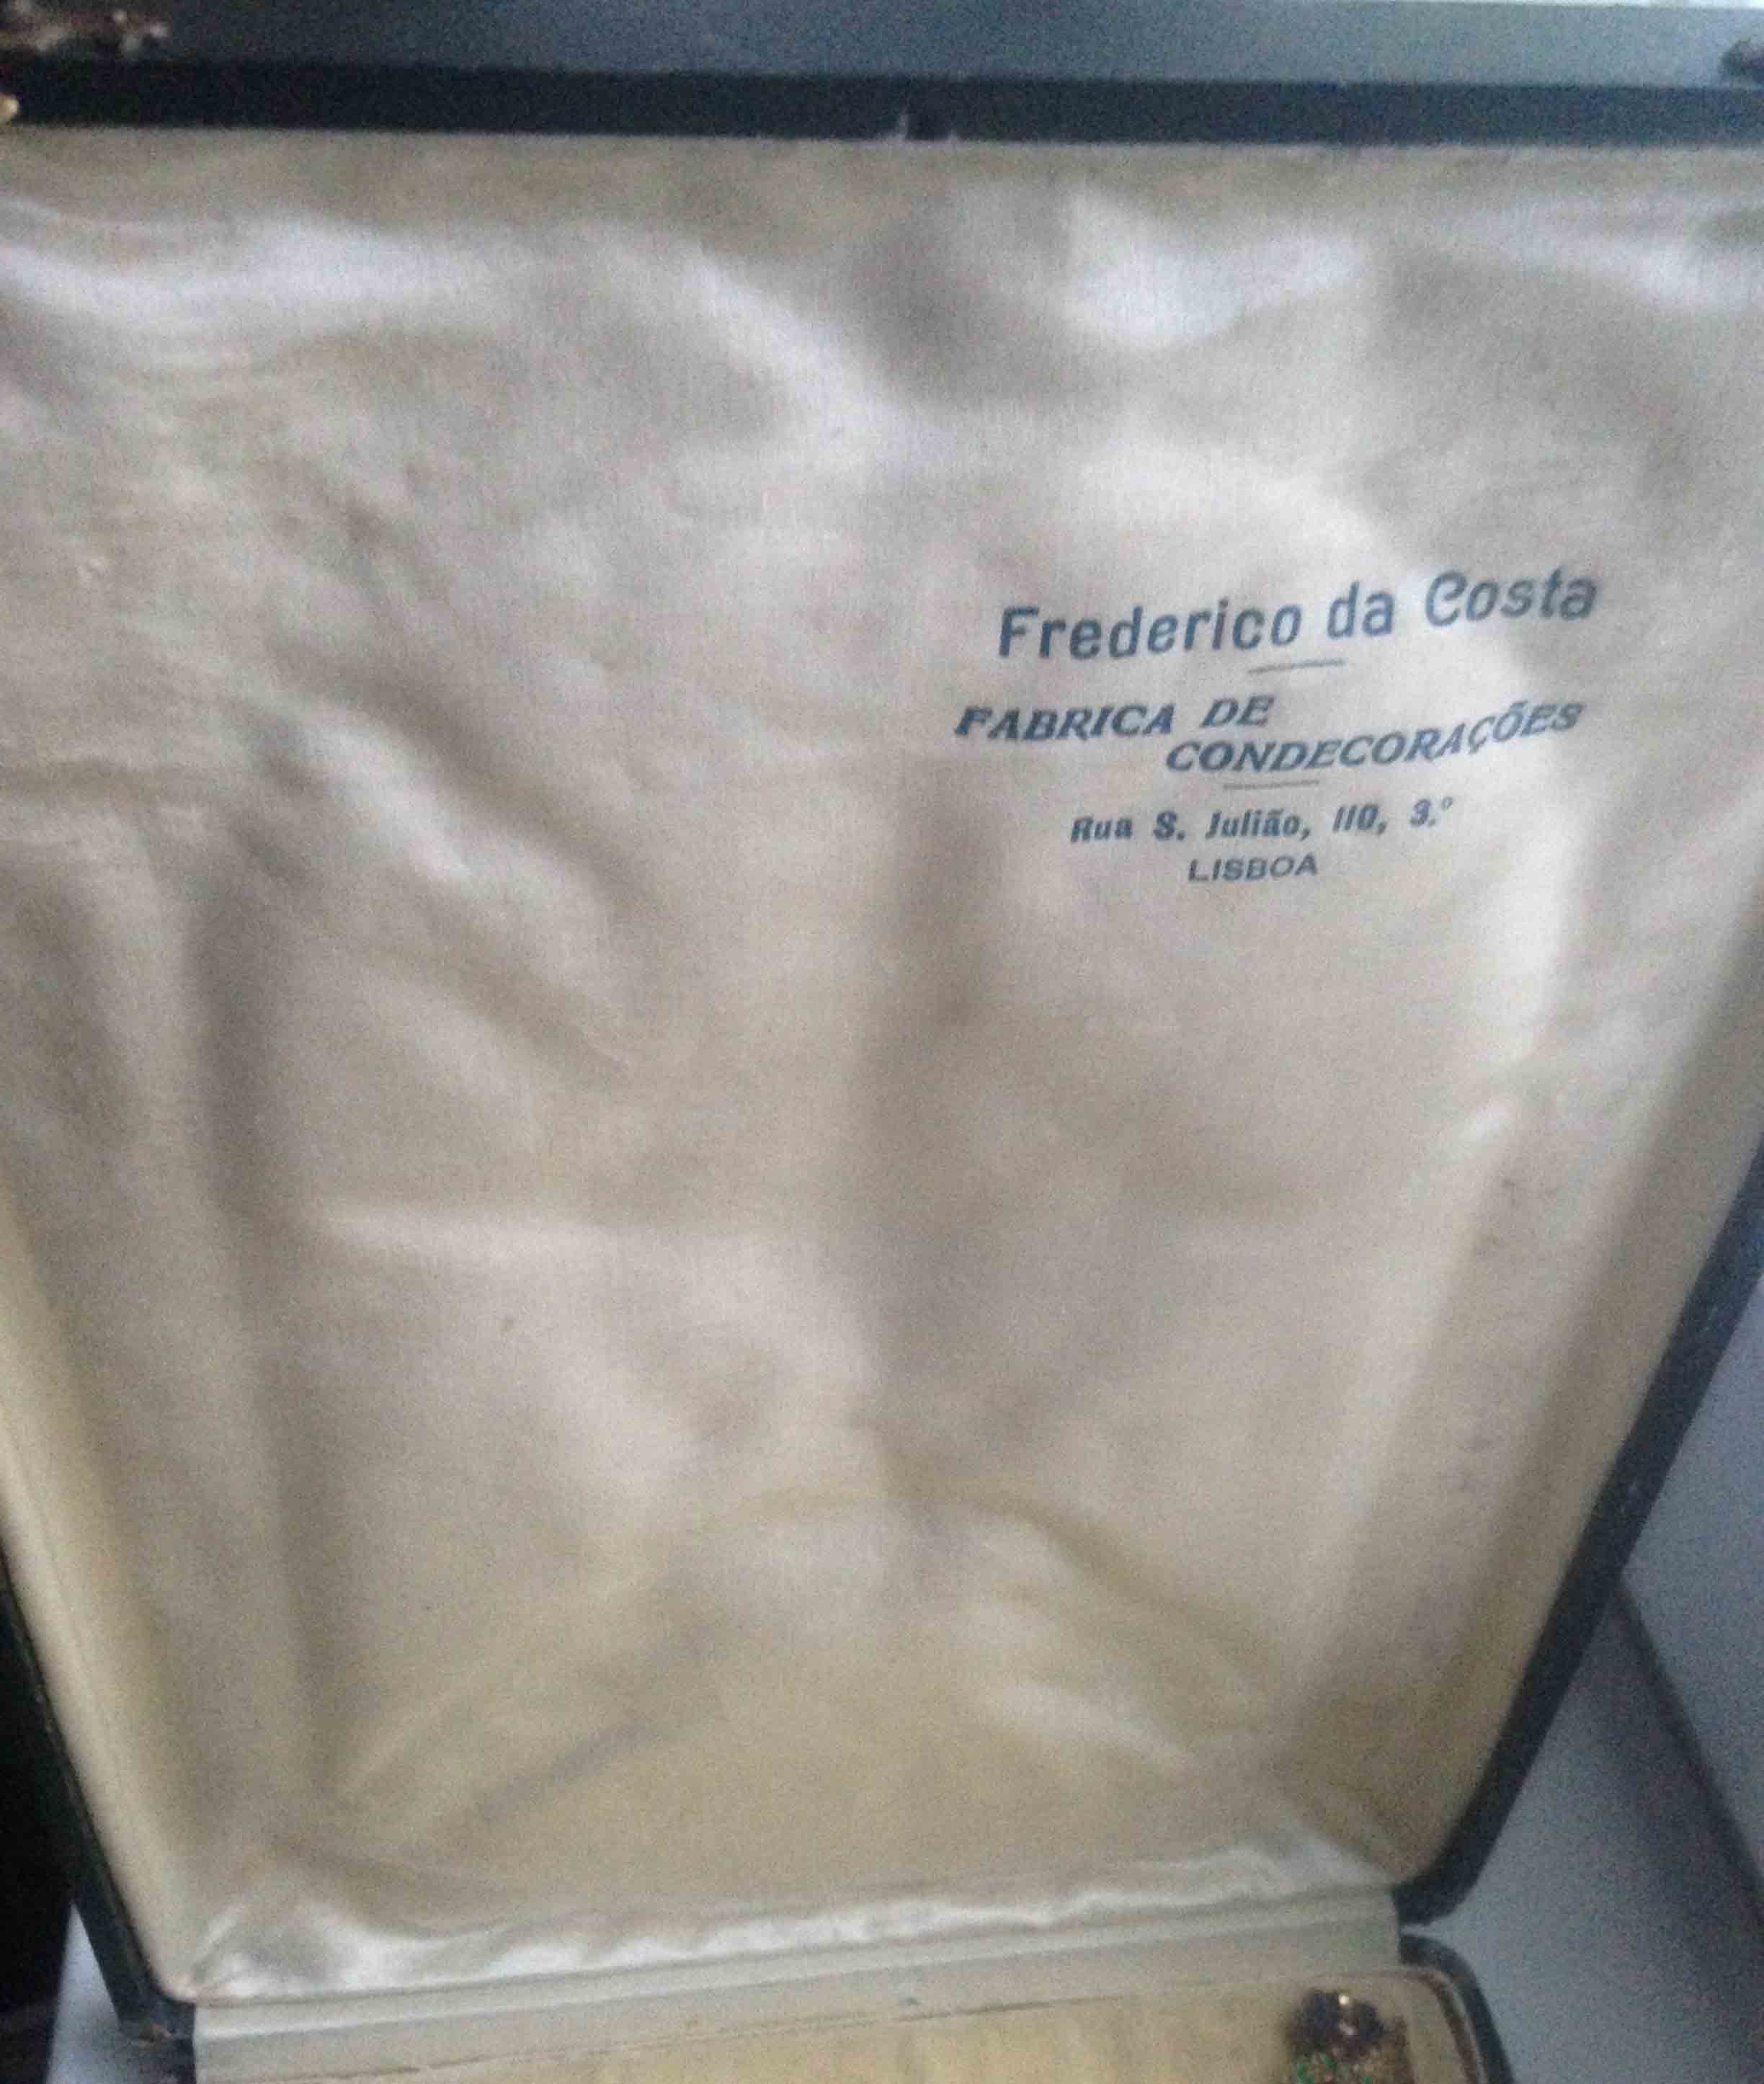 Frederico da Costa
FABRICA DE
CONDECORAÇÕES
Rua S. Julião, 110, 3.º
LISBOA